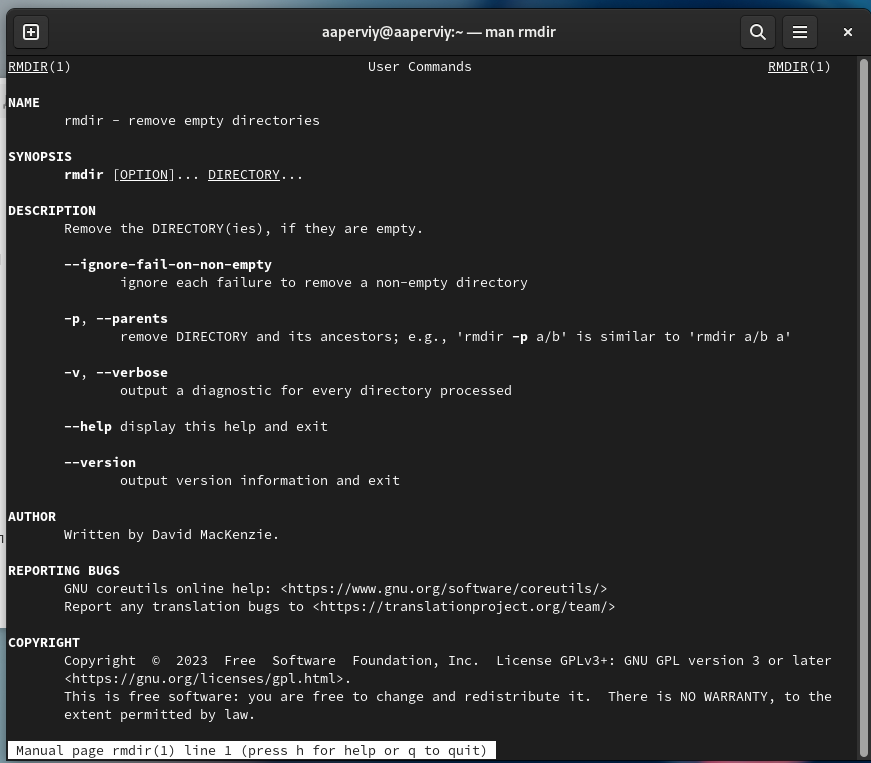 aaperviy@aaperviy:~ — man rmdir
RMDIR(1) User Commands RMDIR(1)
NAME
rmdir - remove empty directories
SYNOPSIS
rmdir [OPTION]... DIRECTORY...
DESCRIPTION
Remove the DIRECTORY(ies), if they are empty.
--ignore-fail-on-non-empty
ignore each failure to remove a non-empty directory
-p, --parents
remove DIRECTORY and its ancestors; e.g., 'rmdir -p a/b' is similar to 'rmdir a/b a'
-v, --verbose
output a diagnostic for every directory processed
--help display this help and exit
--version
output version information and exit
AUTHOR
Written by David MacKenzie.
REPORTING BUGS
GNU coreutils online help: <https://www.gnu.org/software/coreutils/>
Report any translation bugs to <https://translationproject.org/team/>
COPYRIGHT
Copyright © 2023 Free Software Foundation, Inc. License GPLv3+: GNU GPL version 3 or later
<https://gnu.org/licenses/gpl.html>.
This is free software: you are free to change and redistribute it. There is NO WARRANTY, to the
extent permitted by law.
Manual page rmdir(1) line 1 (press h for help or q to quit)